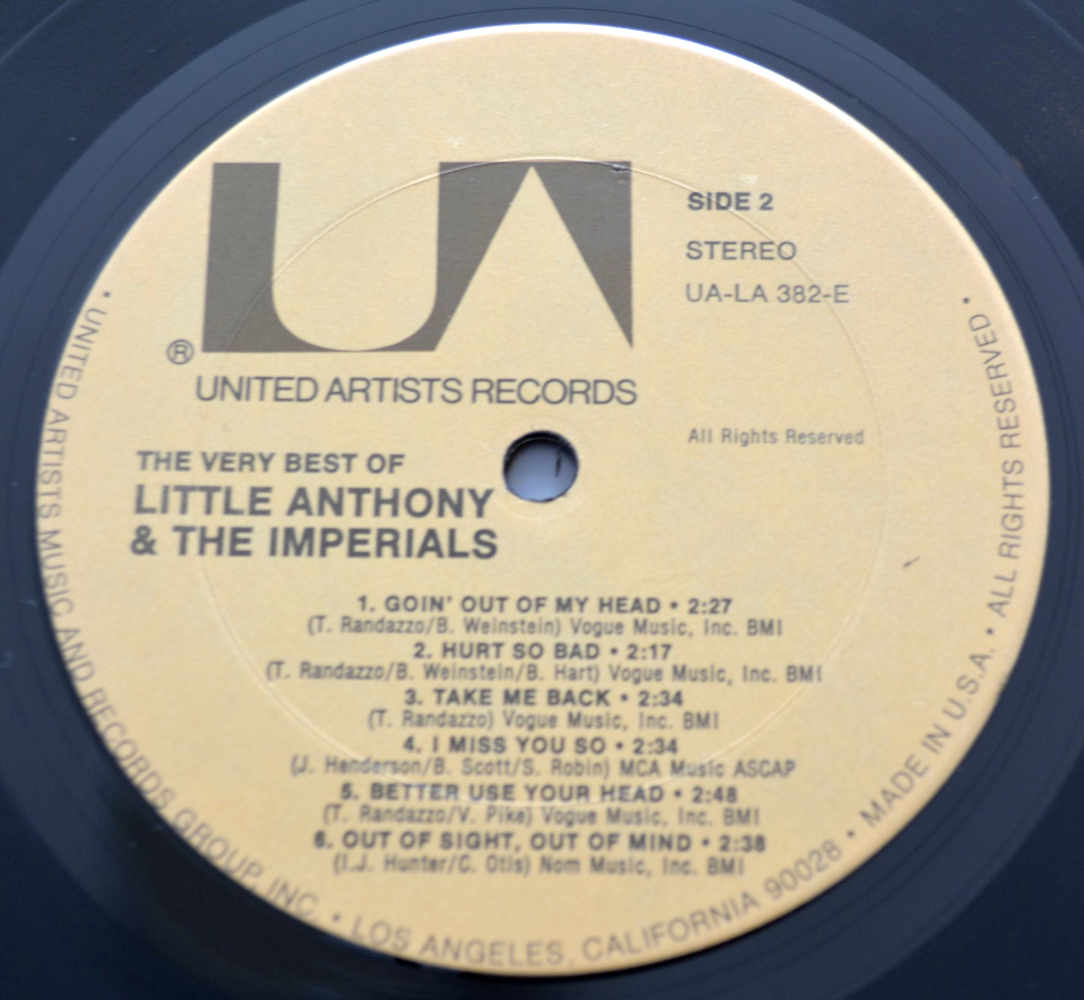 UA
®
UNITED ARTISTS RECORDS
SIDE 2
STEREO
UA-LA 382-E
All Rights Reserved
THE VERY BEST OF
LITTLE ANTHONY
& THE IMPERIALS
1. GOIN' OUT OF MY HEAD • 2:27
(T. Randazzo/B. Weinstein) Vogue Music, Inc. BMI
2. HURT SO BAD • 2:17
(T. Randazzo/B. Weinstein/B. Hart) Vogue Music, Inc. BMI
3. TAKE ME BACK • 2:34
(T. Randazzo) Vogue Music, Inc. BMI
4. I MISS YOU SO • 2:34
(J. Henderson/B. Scott/S. Robin) MCA Music ASCAP
5. BETTER USE YOUR HEAD • 2:48
(T. Randazzo/V. Pike) Vogue Music, Inc. BMI
6. OUT OF SIGHT, OUT OF MIND • 2:38
(I.J. Hunter/C. Otis) Nom Music, Inc. BMI
• UNITED ARTISTS MUSIC AND RECORDS GROUP, INC. • LOS ANGELES, CALIFORNIA 90028 • MADE IN U.S.A. • ALL RIGHTS RESERVED •